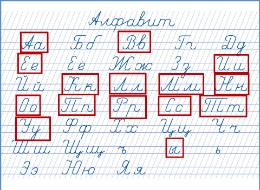 Алфавит
Аа Бб Вв Гг Дд
Ее Ёё Жж Зз Ии
Йй Кк Лл Мм Нн
Оо Пп Рр Сс Тт
Уу Фф Хх Цц Чч
Шш Щщ ъ ы ь
Ээ Юю Яя